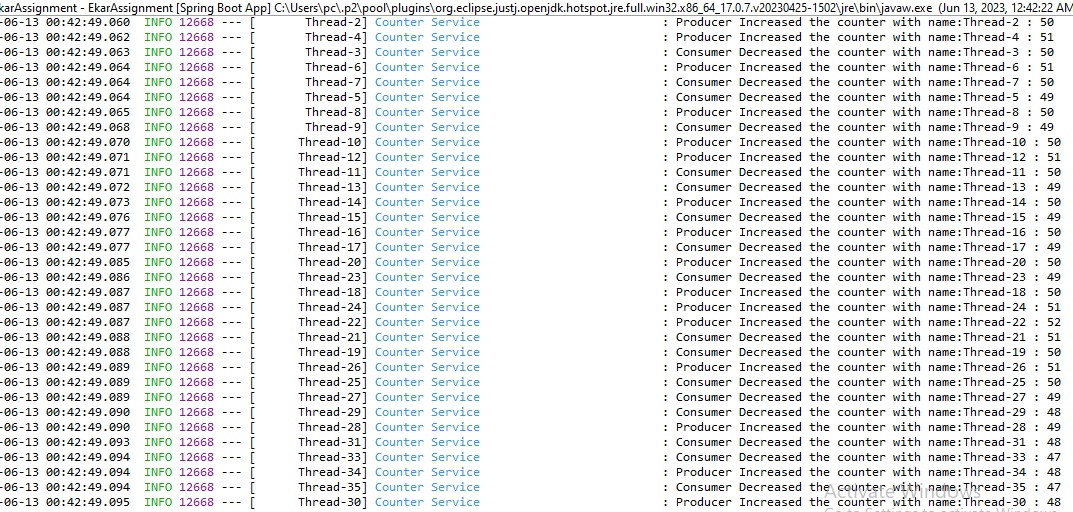 EkarAssignment - EkarAssignment [Spring Boot App] C:\Users\pc\.p2\pool\plugins\org.eclipse.justj.openjdk.hotspot.jre.full.win32.x86_64_17.0.7.v20230425-1502\jre\bin\javaw.exe (Jun 13, 2023, 12:42:22 AM
-06-13 00:42:49.060 INFO 12668 --- [ Thread-2] Counter Service : Producer Increased the counter with name:Thread-2 : 50
-06-13 00:42:49.062 INFO 12668 --- [ Thread-4] Counter Service : Producer Increased the counter with name:Thread-4 : 51
-06-13 00:42:49.063 INFO 12668 --- [ Thread-3] Counter Service : Consumer Decreased the counter with name:Thread-3 : 50
-06-13 00:42:49.064 INFO 12668 --- [ Thread-6] Counter Service : Producer Increased the counter with name:Thread-6 : 51
-06-13 00:42:49.064 INFO 12668 --- [ Thread-7] Counter Service : Consumer Decreased the counter with name:Thread-7 : 50
-06-13 00:42:49.064 INFO 12668 --- [ Thread-5] Counter Service : Consumer Decreased the counter with name:Thread-5 : 49
-06-13 00:42:49.065 INFO 12668 --- [ Thread-8] Counter Service : Producer Increased the counter with name:Thread-8 : 50
-06-13 00:42:49.068 INFO 12668 --- [ Thread-9] Counter Service : Consumer Decreased the counter with name:Thread-9 : 49
-06-13 00:42:49.070 INFO 12668 --- [ Thread-10] Counter Service : Producer Increased the counter with name:Thread-10 : 50
-06-13 00:42:49.071 INFO 12668 --- [ Thread-12] Counter Service : Producer Increased the counter with name:Thread-12 : 51
-06-13 00:42:49.071 INFO 12668 --- [ Thread-11] Counter Service : Consumer Decreased the counter with name:Thread-11 : 50
-06-13 00:42:49.072 INFO 12668 --- [ Thread-13] Counter Service : Consumer Decreased the counter with name:Thread-13 : 49
-06-13 00:42:49.073 INFO 12668 --- [ Thread-14] Counter Service : Producer Increased the counter with name:Thread-14 : 50
-06-13 00:42:49.076 INFO 12668 --- [ Thread-15] Counter Service : Consumer Decreased the counter with name:Thread-15 : 49
-06-13 00:42:49.077 INFO 12668 --- [ Thread-16] Counter Service : Producer Increased the counter with name:Thread-16 : 50
-06-13 00:42:49.077 INFO 12668 --- [ Thread-17] Counter Service : Consumer Decreased the counter with name:Thread-17 : 49
-06-13 00:42:49.085 INFO 12668 --- [ Thread-20] Counter Service : Producer Increased the counter with name:Thread-20 : 50
-06-13 00:42:49.086 INFO 12668 --- [ Thread-23] Counter Service : Consumer Decreased the counter with name:Thread-23 : 49
-06-13 00:42:49.087 INFO 12668 --- [ Thread-18] Counter Service : Producer Increased the counter with name:Thread-18 : 50
-06-13 00:42:49.087 INFO 12668 --- [ Thread-24] Counter Service : Producer Increased the counter with name:Thread-24 : 51
-06-13 00:42:49.087 INFO 12668 --- [ Thread-22] Counter Service : Producer Increased the counter with name:Thread-22 : 52
-06-13 00:42:49.088 INFO 12668 --- [ Thread-21] Counter Service : Consumer Decreased the counter with name:Thread-21 : 51
-06-13 00:42:49.088 INFO 12668 --- [ Thread-19] Counter Service : Consumer Decreased the counter with name:Thread-19 : 50
-06-13 00:42:49.089 INFO 12668 --- [ Thread-26] Counter Service : Producer Increased the counter with name:Thread-26 : 51
-06-13 00:42:49.089 INFO 12668 --- [ Thread-25] Counter Service : Consumer Decreased the counter with name:Thread-25 : 50
-06-13 00:42:49.089 INFO 12668 --- [ Thread-27] Counter Service : Consumer Decreased the counter with name:Thread-27 : 49
-06-13 00:42:49.090 INFO 12668 --- [ Thread-29] Counter Service : Consumer Decreased the counter with name:Thread-29 : 48
-06-13 00:42:49.090 INFO 12668 --- [ Thread-28] Counter Service : Producer Increased the counter with name:Thread-28 : 49
-06-13 00:42:49.093 INFO 12668 --- [ Thread-31] Counter Service : Consumer Decreased the counter with name:Thread-31 : 48
-06-13 00:42:49.094 INFO 12668 --- [ Thread-33] Counter Service : Consumer Decreased the counter with name:Thread-33 : 47
-06-13 00:42:49.094 INFO 12668 --- [ Thread-34] Counter Service : Producer Increased the counter with name:Thread-34 : 48
-06-13 00:42:49.094 INFO 12668 --- [ Thread-35] Counter Service : Consumer Decreased the counter with name:Thread-35 : 47
Activate Windows
-06-13 00:42:49.095 INFO 12668 --- [ Thread-30] Counter Service : Producer Increased the counter with name:Thread-30 : 48